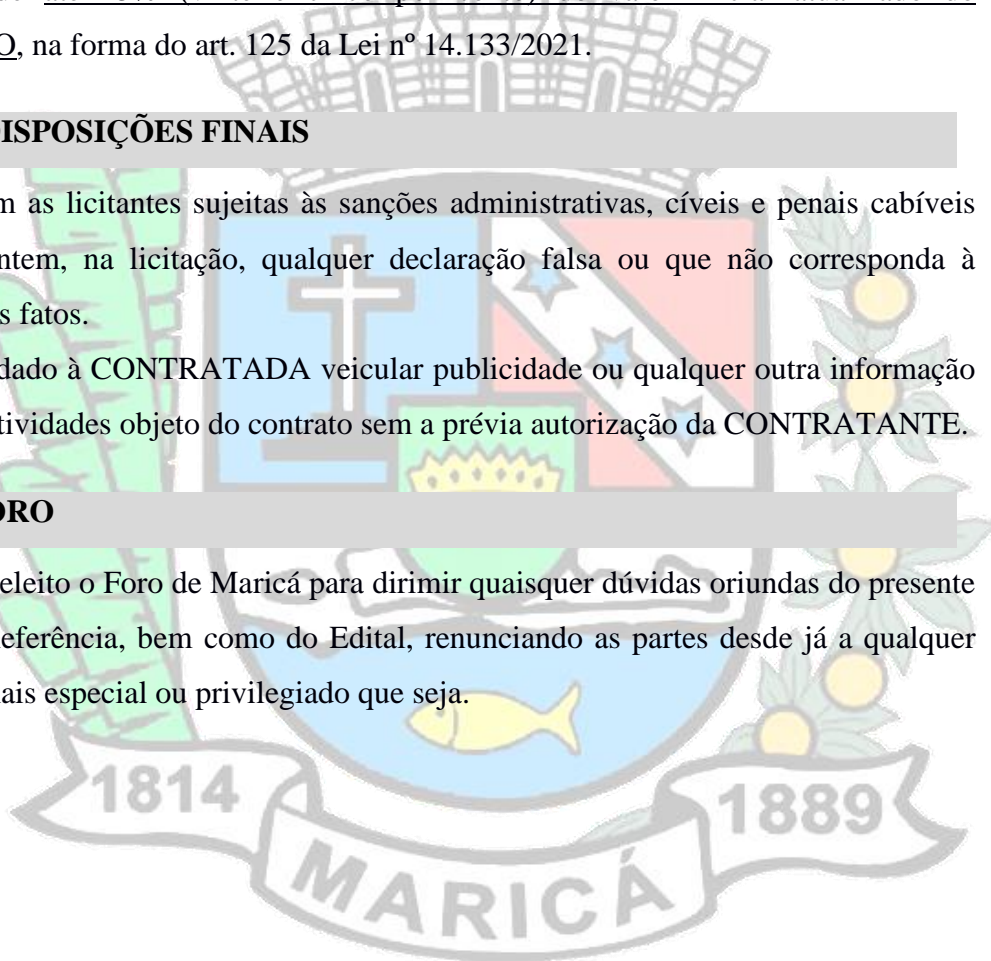 O, na forma do art. 125 da Lei nº 14.133/2021.
DISPOSIÇÕES FINAIS
m as licitantes sujeitas às sanções administrativas, cíveis e penais cabíveis
ntem, na licitação, qualquer declaração falsa ou que não corresponda à
s fatos.
dado à CONTRATADA veicular publicidade ou qualquer outra informação
tividades objeto do contrato sem a prévia autorização da CONTRATANTE.
ORO
eleito o Foro de Maricá para dirimir quaisquer dúvidas oriundas do presente
eferência, bem como do Edital, renunciando as partes desde já a qualquer
ais especial ou privilegiado que seja.
1814
1889
MARICÁ